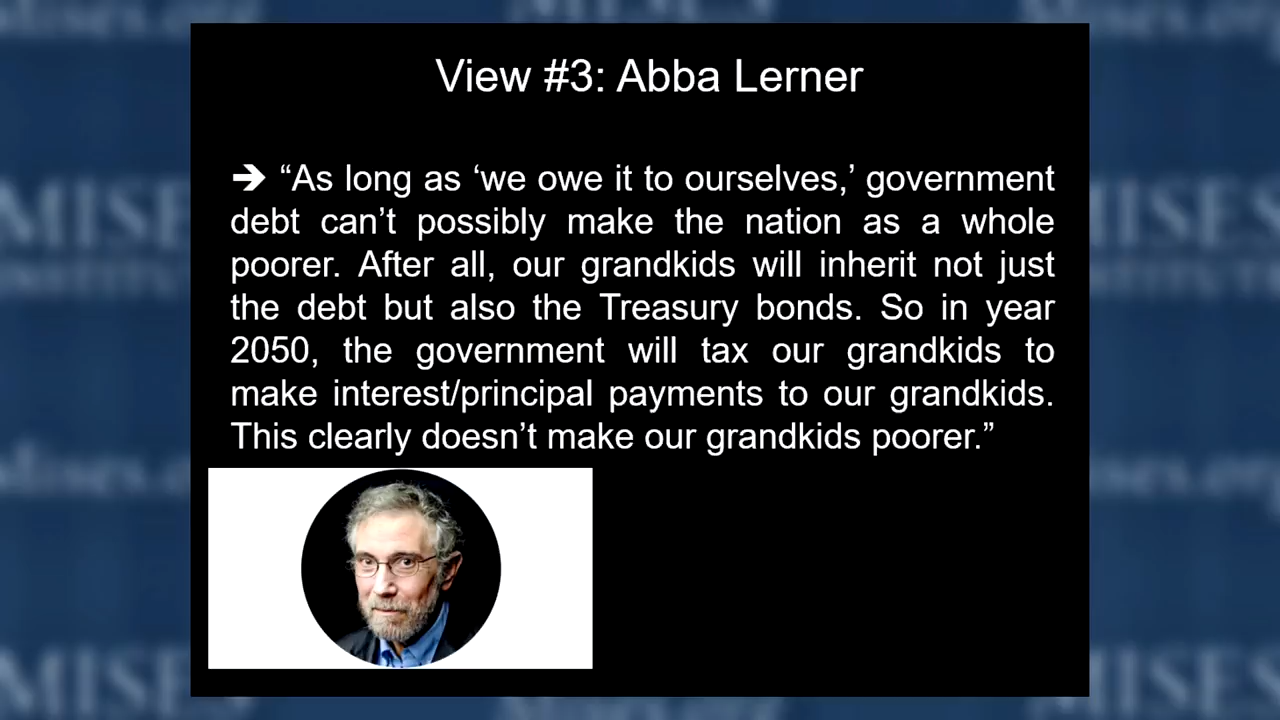 View #3: Abba Lerner
➔ “As long as ‘we owe it to ourselves,’ government
debt can’t possibly make the nation as a whole
poorer. After all, our grandkids will inherit not just
the debt but also the Treasury bonds. So in year
2050, the government will tax our grandkids to
make interest/principal payments to our grandkids.
This clearly doesn’t make our grandkids poorer.”